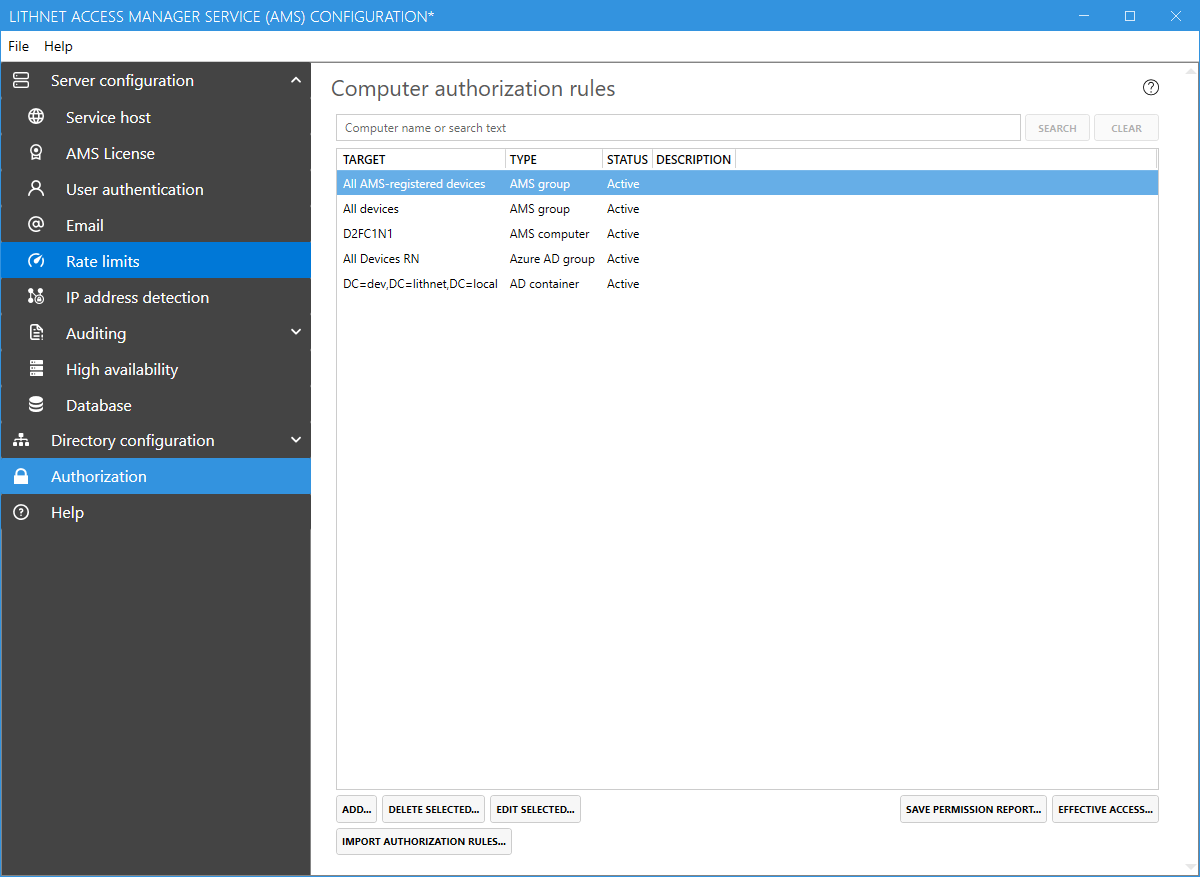 LITHNET ACCESS MANAGER SERVICE (AMS) CONFIGURATION*
File Help
Server configuration
Service host
AMS License
User authentication
Email
Rate limits
IP address detection
Auditing
High availability
Database
Directory configuration
Authorization
Help
Computer authorization rules
Computer name or search text SEARCH CLEAR
TARGET TYPE STATUS DESCRIPTION
All AMS-registered devices AMS group Active
All devices AMS group Active
D2FC1N1 AMS computer Active
All Devices RN Azure AD group Active
DC=dev,DC=lithnet,DC=local AD container Active
ADD... DELETE SELECTED... EDIT SELECTED... SAVE PERMISSION REPORT... EFFECTIVE ACCESS...
IMPORT AUTHORIZATION RULES...